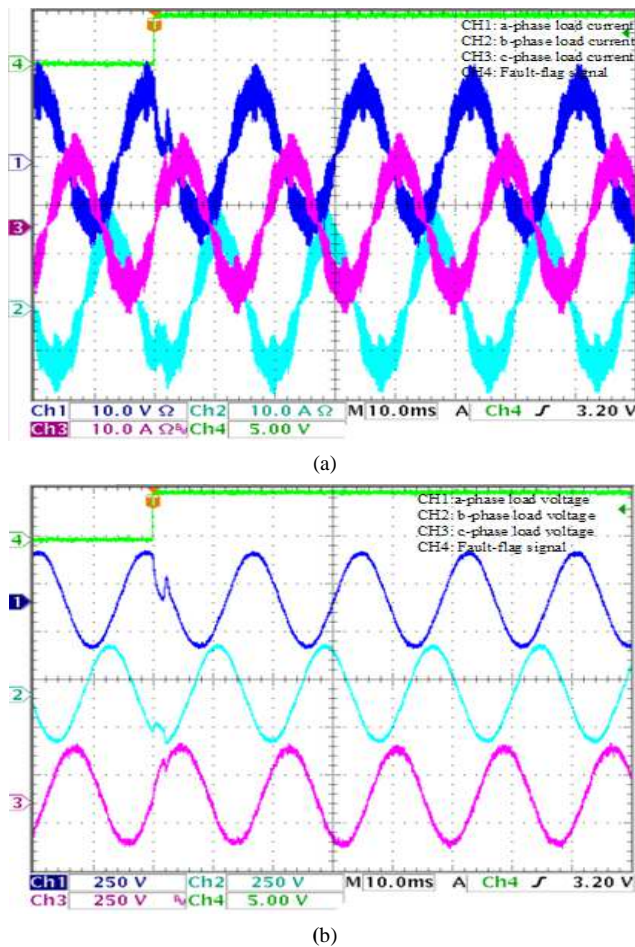 CH1: a-phase load current
CH2: b-phase load current
CH3: c-phase load current
CH4: Fault-flag signal
4
1
3
2
Ch1 10.0 V Ω Ch2 10.0 A Ω M 10.0ms A Ch4 ∫ 3.20 V
Ch3 10.0 A Ω Bw Ch4 5.00 V
(a)
CH1:a-phase load voltage
CH2: b-phase load voltage
CH3: c-phase load voltage
CH4: Fault-flag signal
4
1
2
3
Ch1 250 V Ch2 250 V M 10.0ms A Ch4 ∫ 3.20 V
Ch3 250 V Bw Ch4 5.00 V
(b)